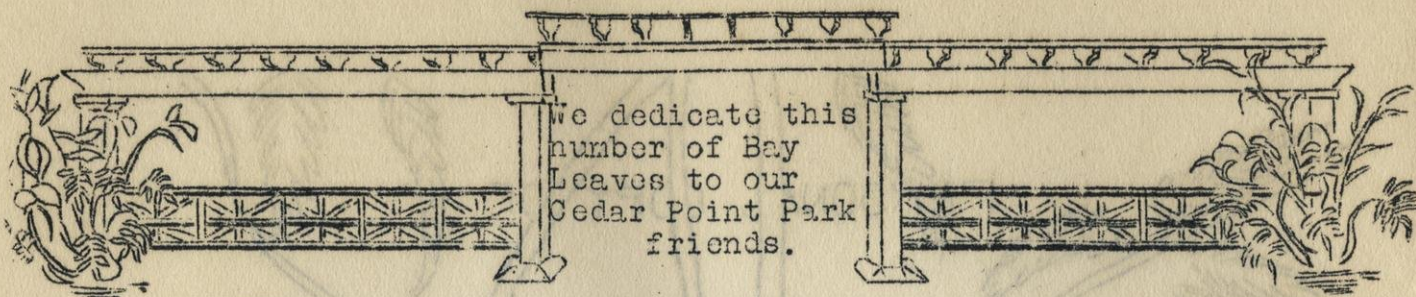 We dedicate this
number of Bay
Leaves to our
Cedar Point Park
friends.